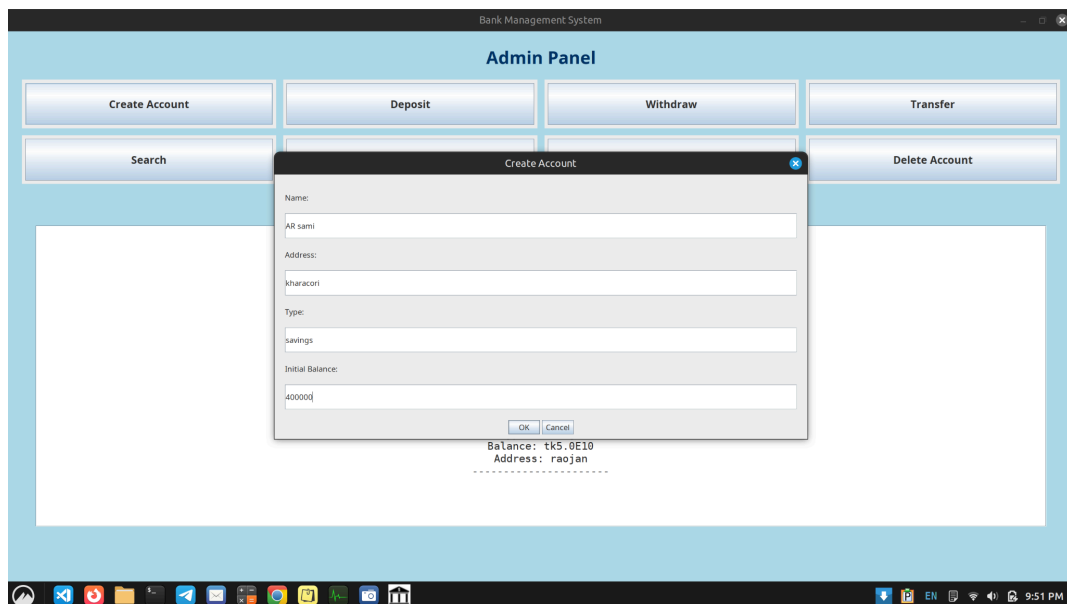 Bank Management System
Admin Panel
Create Account Deposit Withdraw Transfer
Search Delete Account
Create Account
Name:
AR sami
Address:
kharacori
Type:
savings
Initial Balance:
400000
OK Cancel
Balance: tk5.0E10
Address: raojan
----------------------
EN 9:51 PM